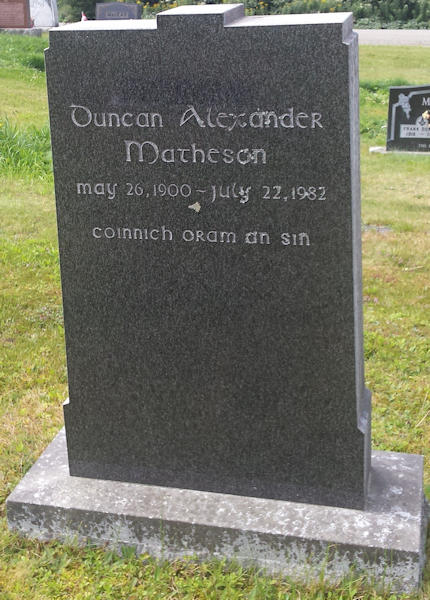 Duncan Alexander
Matheson
may 26, 1900 – July 22, 1982
coinnich oram an sin